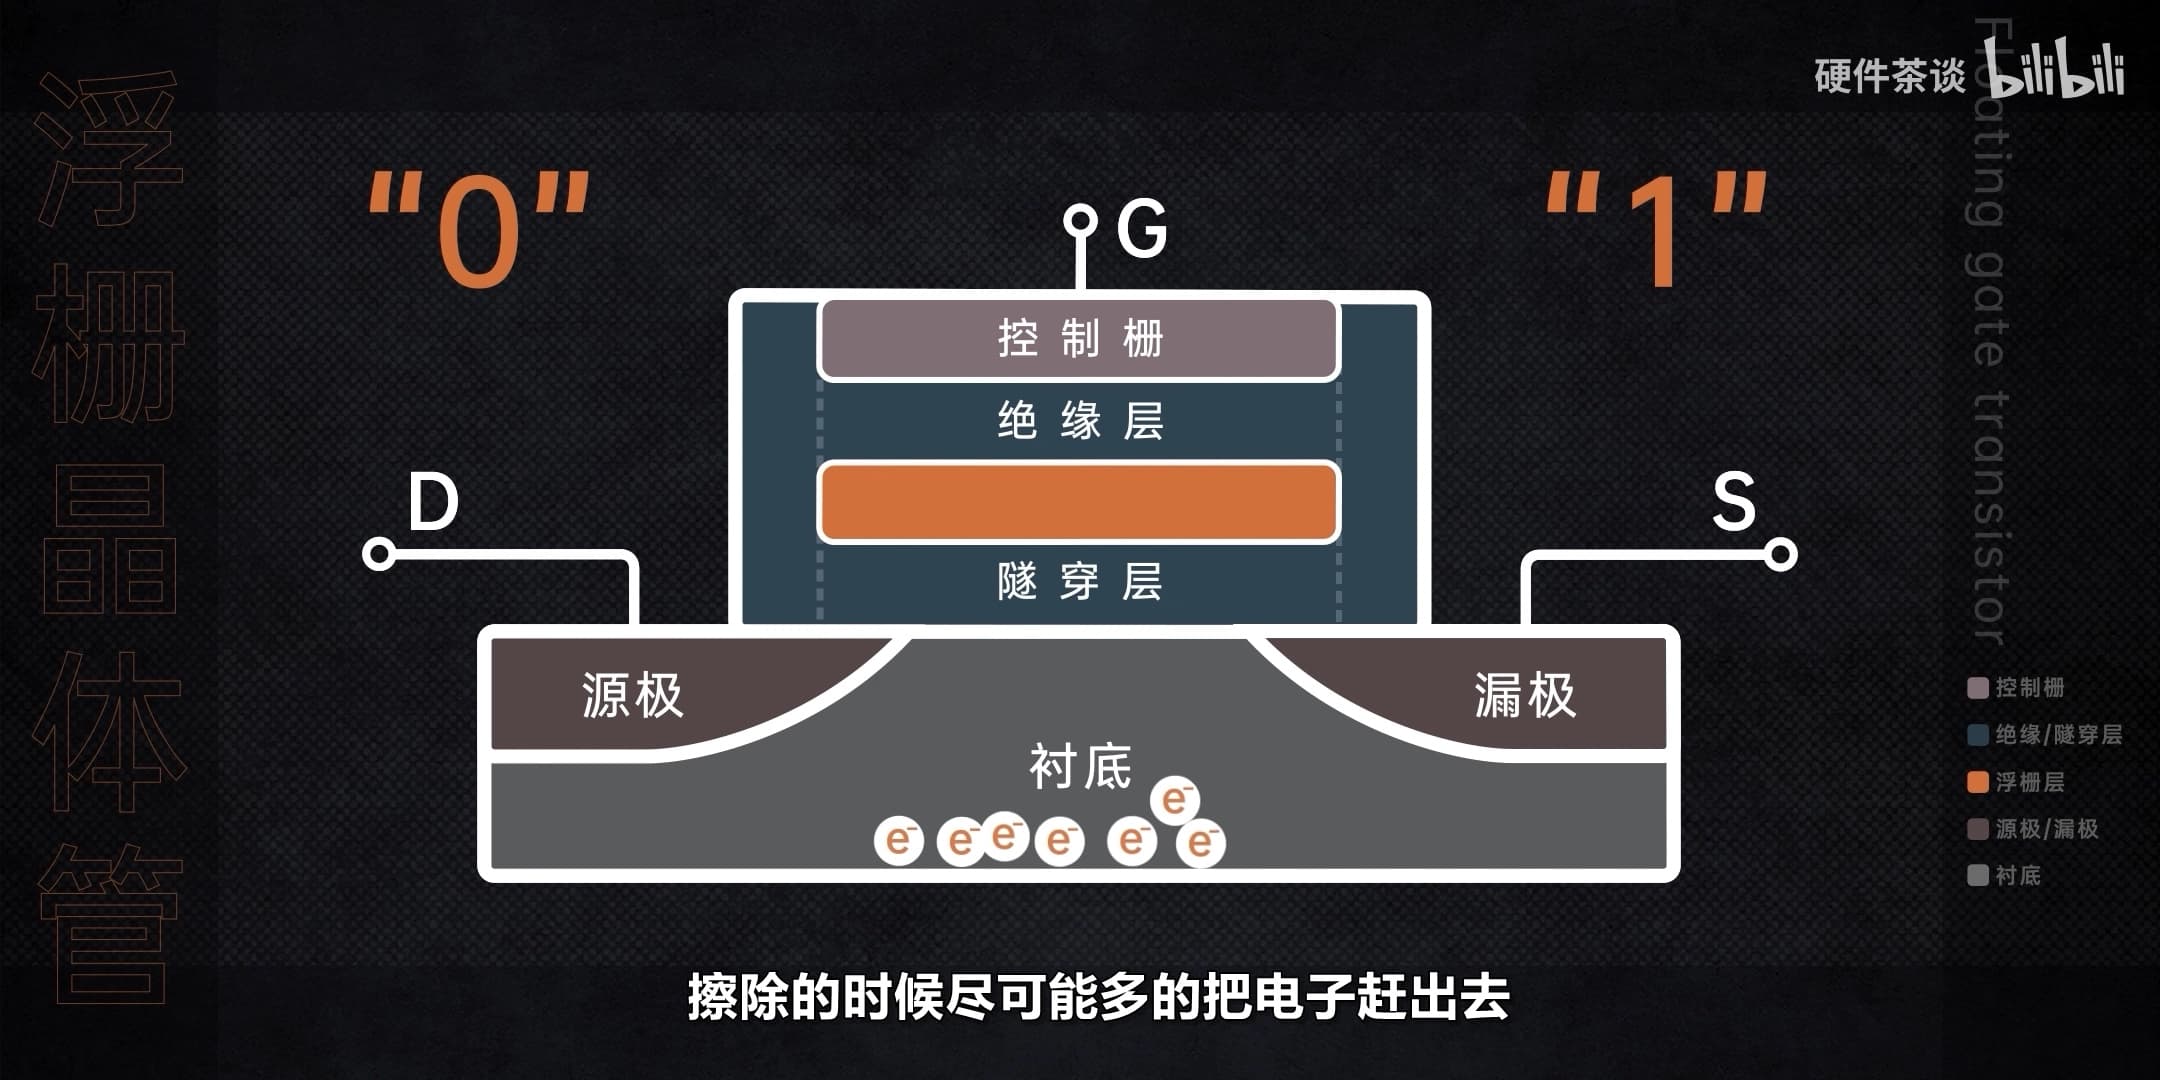 浮栅晶体管
硬件茶谈 bilibili
Floating gate transistor
“0”
“1”
G
控制栅
绝缘层
D
S
隧穿层
源极
漏极
衬底
e⁻ e⁻ e⁻ e⁻ e⁻ e⁻ e⁻
控制栅
绝缘/隧穿层
浮栅层
源极/漏极
衬底
擦除的时候尽可能多的把电子赶出去